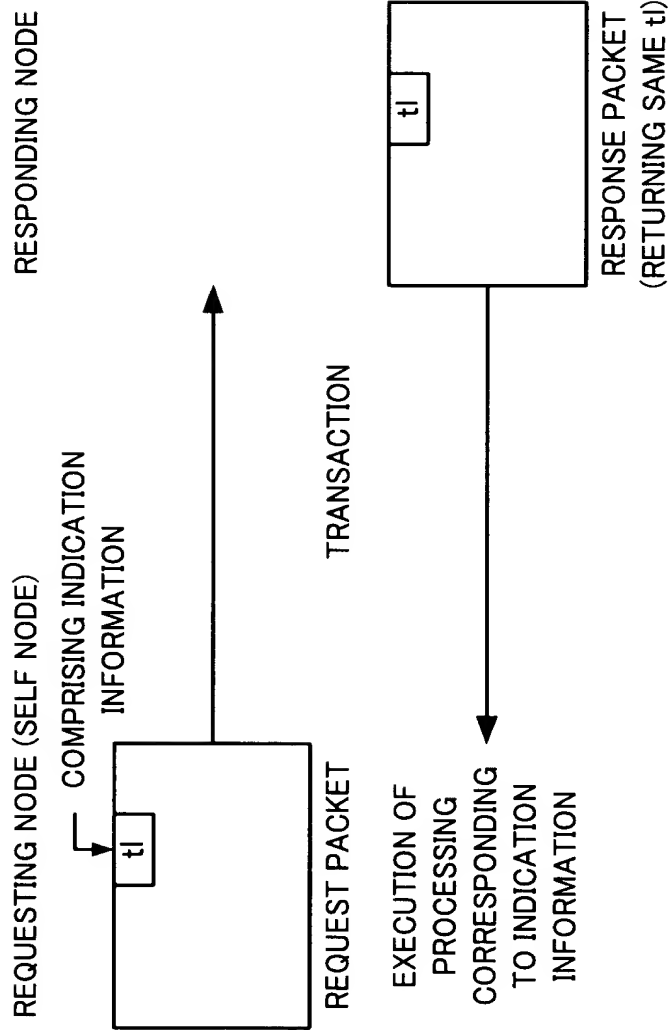 REQUESTING NODE (SELF NODE)
RESPONDING NODE
COMPRISING INDICATION
INFORMATION
tl
REQUEST PACKET
TRANSACTION
tl
EXECUTION OF
PROCESSING
CORRESPONDING
TO INDICATION
INFORMATION
RESPONSE PACKET
(RETURNING SAME tl)